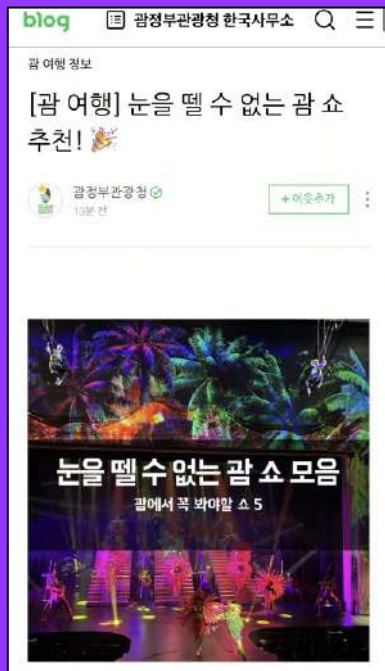 blog 괌정부관광청 한국사무소
괌 여행 정보
[괌 여행] 눈을 뗄 수 없는 괌 쇼
추천! 🎉
괌정부관광청
13분 전
+ 이웃추가
눈을 뗄 수 없는 괌 쇼 모음
괌에서 꼭 봐야할 쇼 5